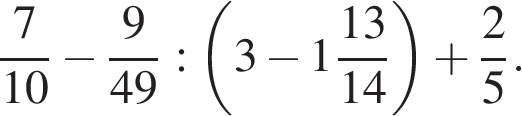 7/10 − 9/49 : (3 − 1 13/14) + 2/5.